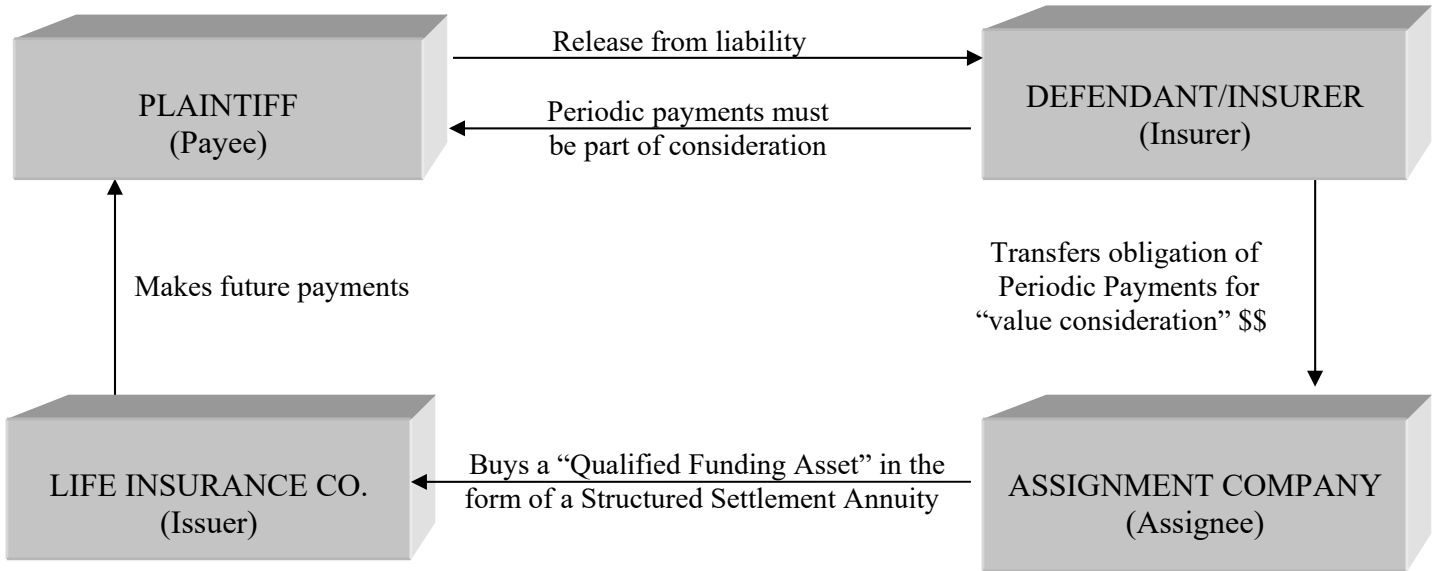 Release from liability
PLAINTIFF
(Payee)
Periodic payments must
be part of consideration
DEFENDANT/INSURER
(Insurer)
Makes future payments
Transfers obligation of
Periodic Payments for
“value consideration” $$
LIFE INSURANCE CO.
(Issuer)
Buys a “Qualified Funding Asset” in the
form of a Structured Settlement Annuity
ASSIGNMENT COMPANY
(Assignee)